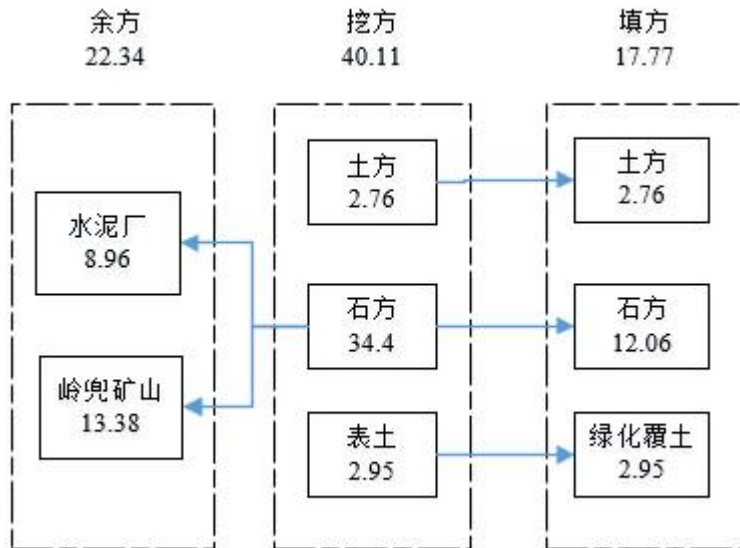 余方
22.34
挖方
40.11
填方
17.77
水泥厂
8.96
岭兜矿山
13.38
土方
2.76
石方
34.4
表土
2.95
土方
2.76
石方
12.06
绿化覆土
2.95